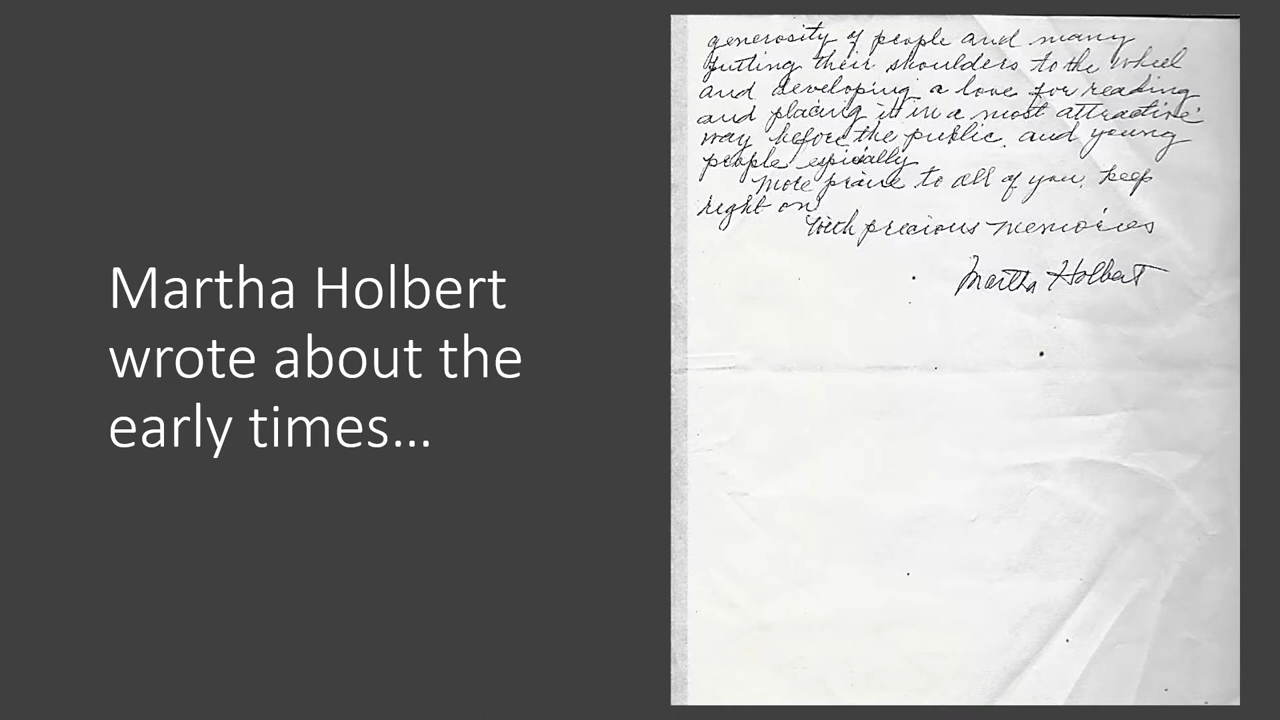 Martha Holbert
wrote about the
early times...
generosity of people and many
putting their shoulders to the wheel
and developing a love for reading
and placing it in a most attractive
way before the public. and young
people espicially
More praise to all of you. keep
right on!
With precious memories
Martha Holbert